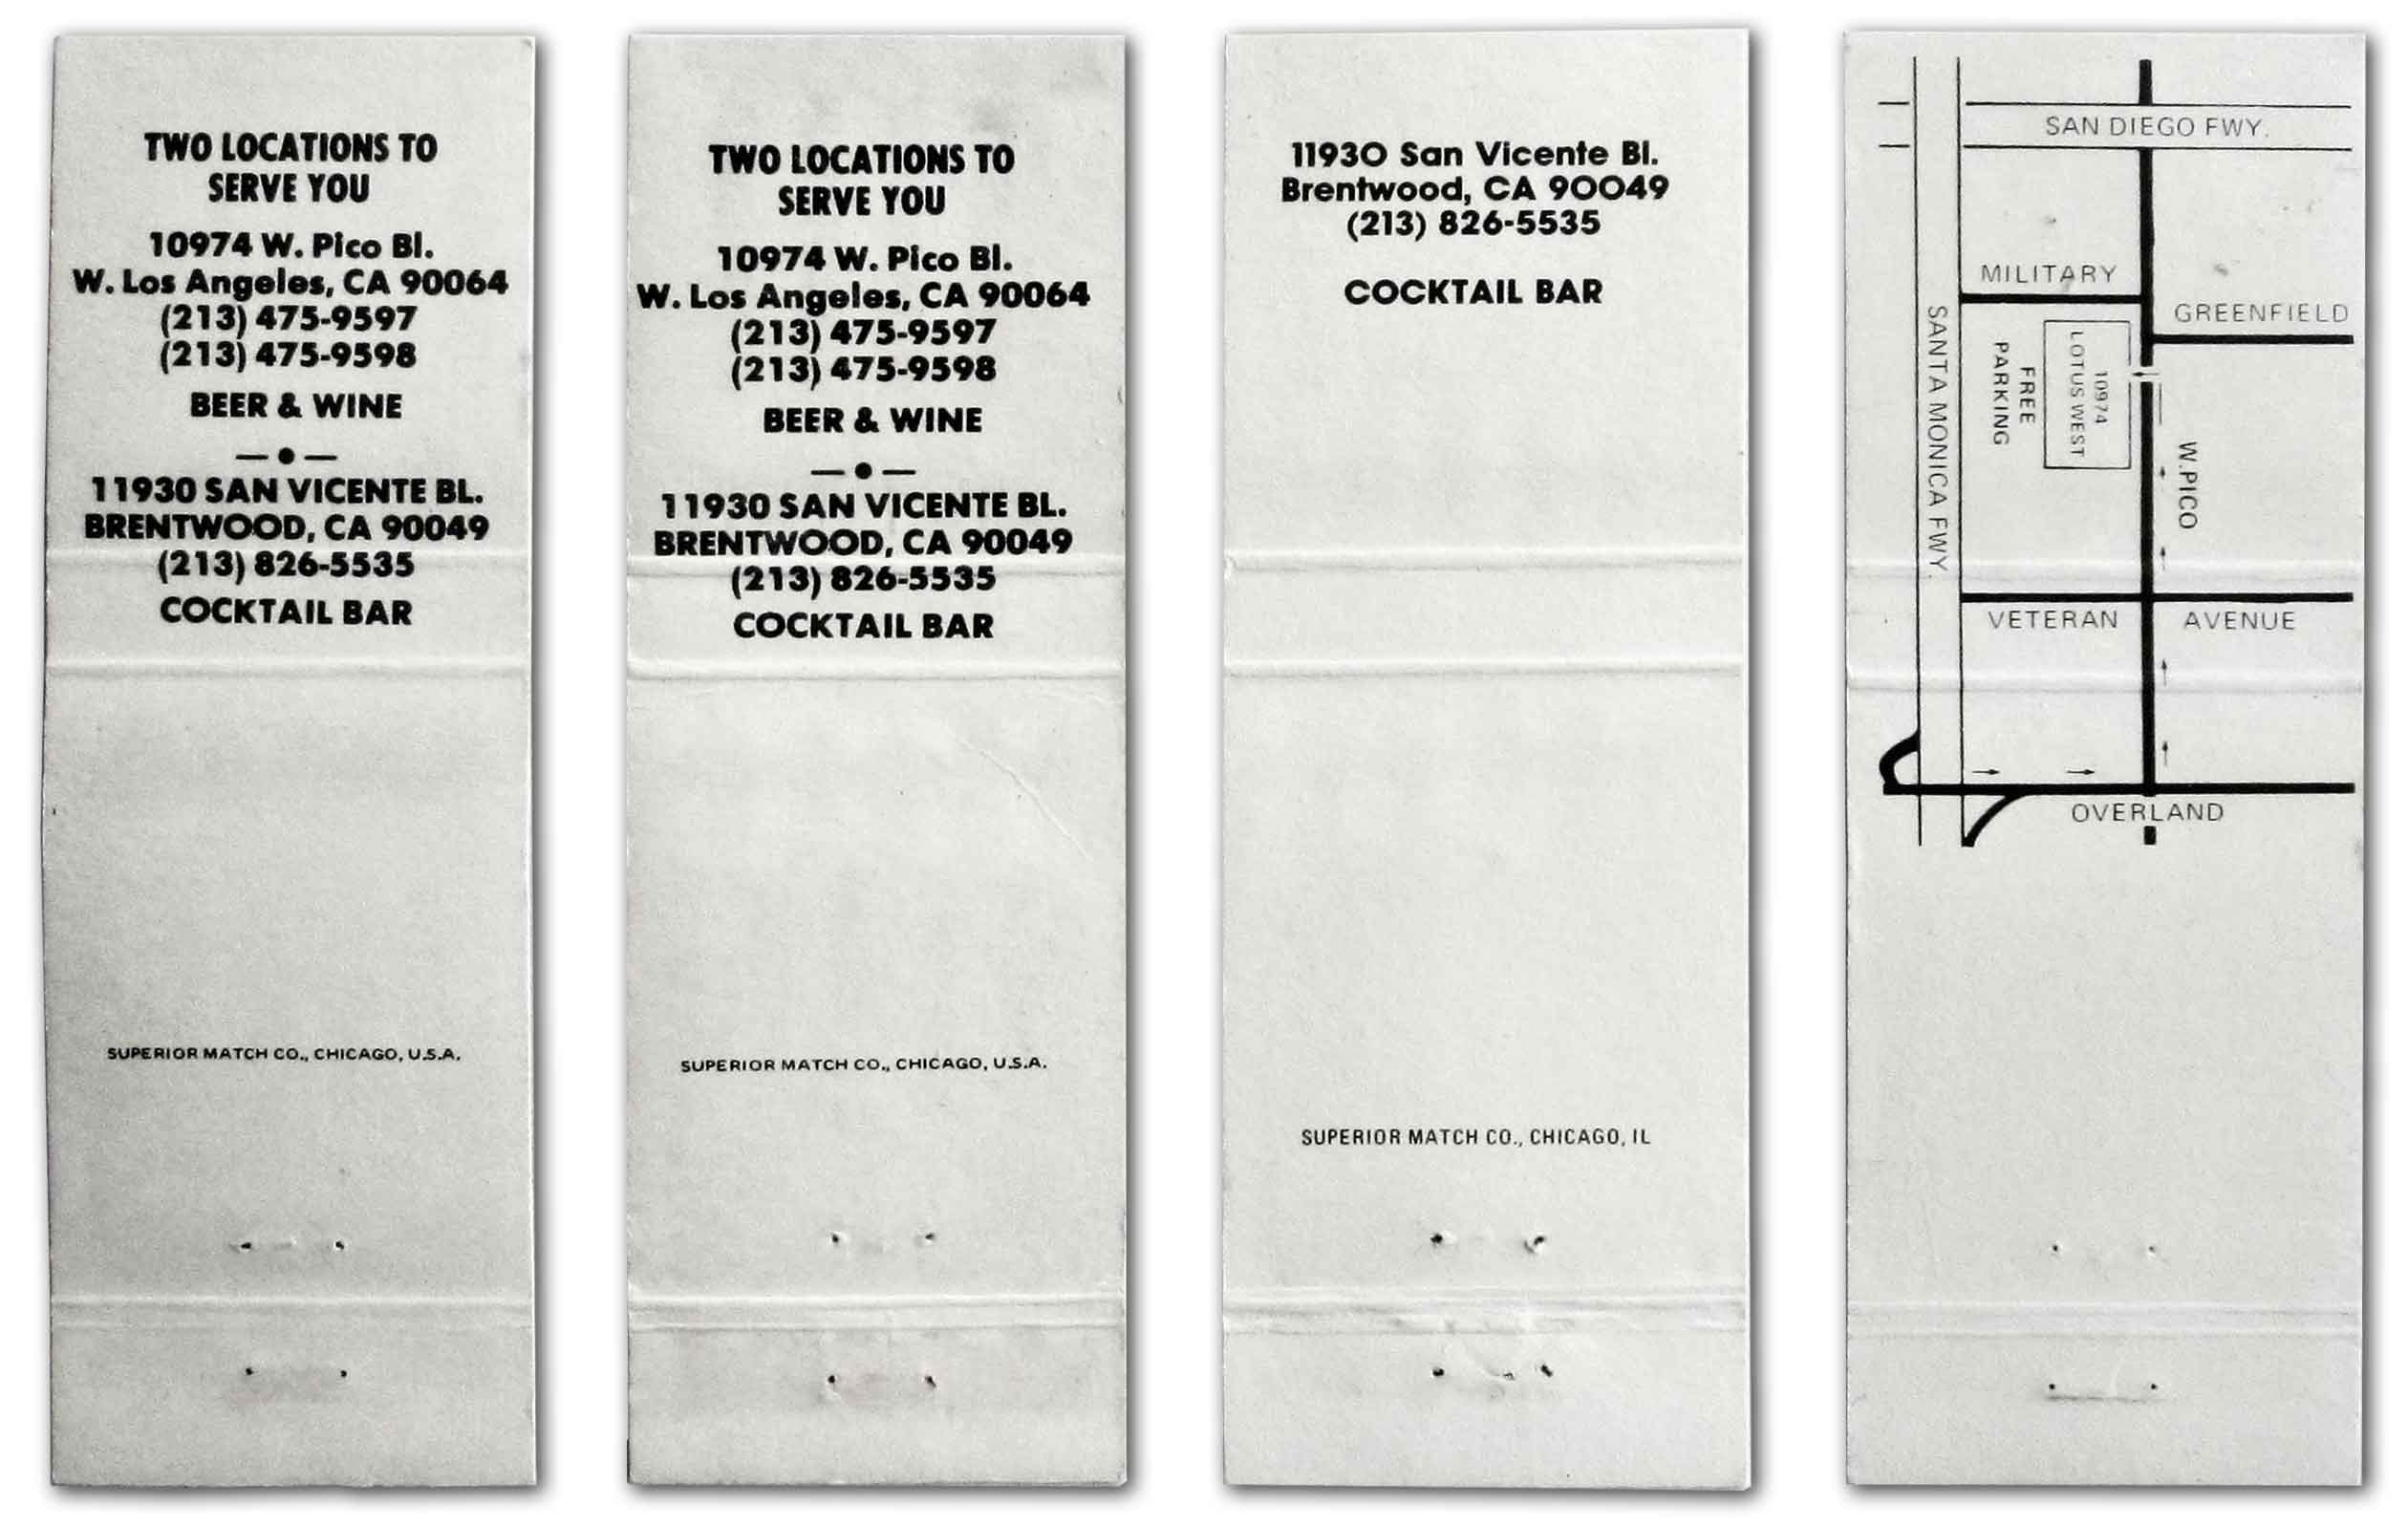 TWO LOCATIONS TO
SERVE YOU
10974 W. Pico Bl.
W. Los Angeles, CA 90064
(213) 475-9597
(213) 475-9598
BEER & WINE
11930 SAN VICENTE BL.
BRENTWOOD, CA 90049
(213) 826-5535
COCKTAIL BAR
SUPERIOR MATCH CO., CHICAGO, U.S.A.
TWO LOCATIONS TO
SERVE YOU
10974 W. Pico Bl.
W. Los Angeles, CA 90064
(213) 475-9597
(213) 475-9598
BEER & WINE
11930 SAN VICENTE BL.
BRENTWOOD, CA 90049
(213) 826-5535
COCKTAIL BAR
SUPERIOR MATCH CO., CHICAGO, U.S.A.
11930 San Vicente Bl.
Brentwood, CA 90049
(213) 826-5535
COCKTAIL BAR
SUPERIOR MATCH CO., CHICAGO, IL
SAN DIEGO FWY.
MILITARY
GREENFIELD
SANTA MONICA FWY.
FREE
PARKING
10974
LOTUS WEST
W. PICO
VETERAN AVENUE
OVERLAND